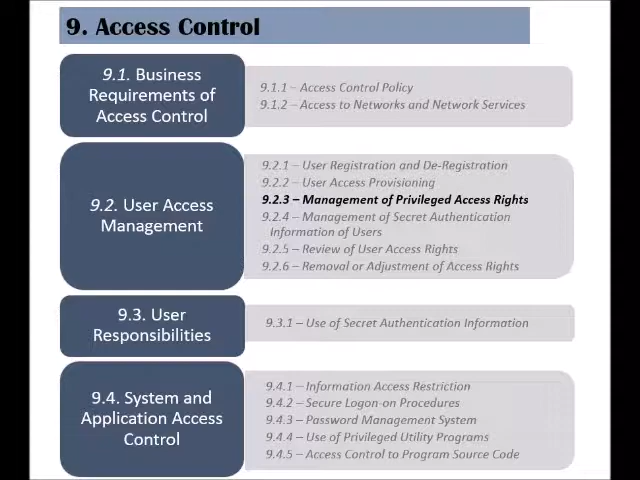 9. Access Control
9.1. Business
Requirements of
Access Control
9.1.1 – Access Control Policy
9.1.2 – Access to Networks and Network Services
9.2. User Access
Management
9.2.1 – User Registration and De-Registration
9.2.2 – User Access Provisioning
9.2.3 – Management of Privileged Access Rights
9.2.4 – Management of Secret Authentication
Information of Users
9.2.5 – Review of User Access Rights
9.2.6 – Removal or Adjustment of Access Rights
9.3. User
Responsibilities
9.3.1 – Use of Secret Authentication Information
9.4. System and
Application Access
Control
9.4.1 – Information Access Restriction
9.4.2 – Secure Logon-on Procedures
9.4.3 – Password Management System
9.4.4 – Use of Privileged Utility Programs
9.4.5 – Access Control to Program Source Code